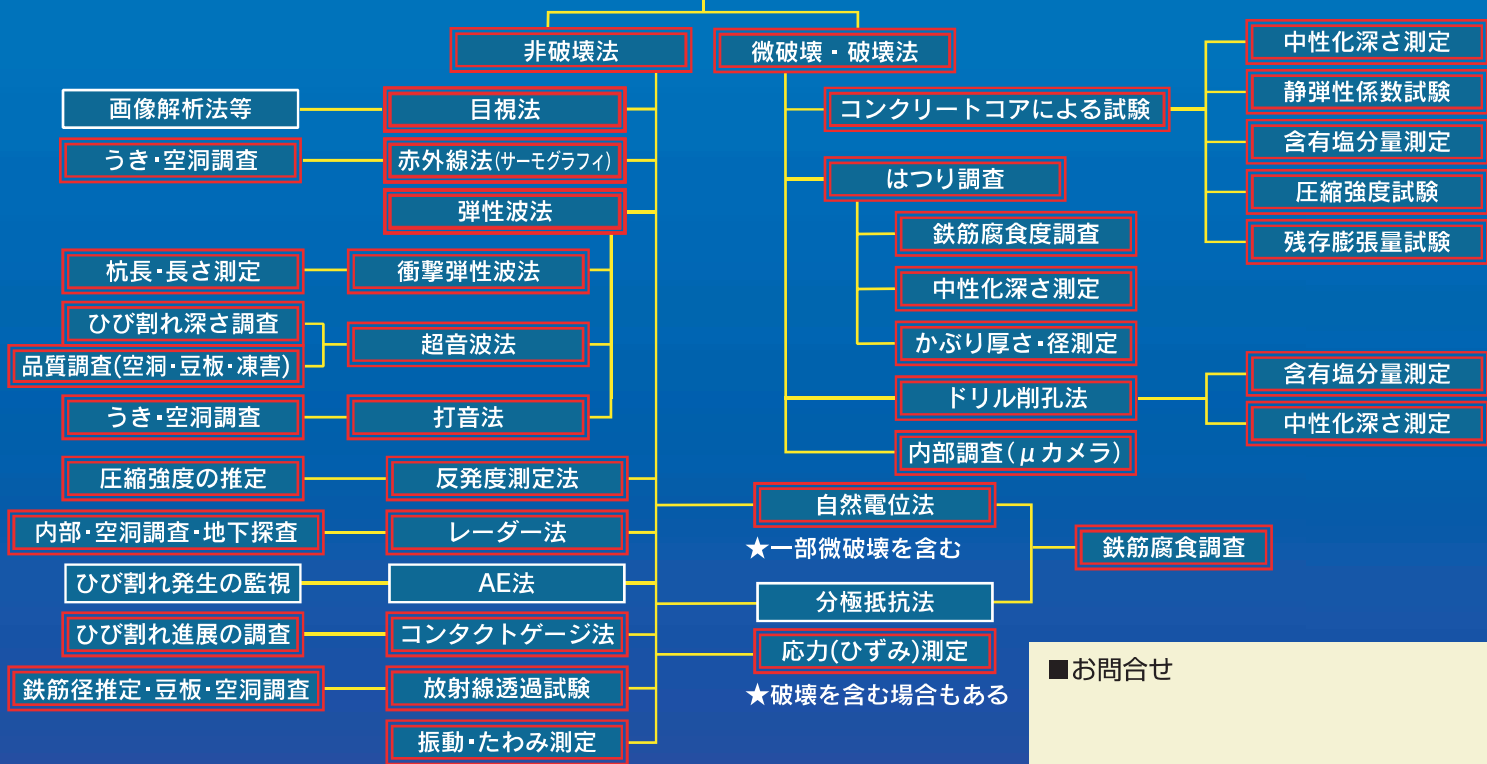 非破壊法
微破壊・破壊法
画像解析法等
目視法
うき・空洞調査
赤外線法(サーモグラフィ)
弾性波法
杭長・長さ測定
衝撃弾性波法
ひび割れ深さ調査
超音波法
品質調査(空洞・豆板・凍害)
うき・空洞調査
打音法
圧縮強度の推定
反発度測定法
内部・空洞調査・地下探査
レーダー法
ひび割れ発生の監視
AE法
ひび割れ進展の調査
コンタクトゲージ法
鉄筋径推定・豆板・空洞調査
放射線透過試験
振動・たわみ測定
コンクリートコアによる試験
中性化深さ測定
静弾性係数試験
含有塩分量測定
圧縮強度試験
残存膨張量試験
はつり調査
鉄筋腐食度調査
中性化深さ測定
かぶり厚さ・径測定
ドリル削孔法
含有塩分量測定
中性化深さ測定
内部調査(μカメラ)
自然電位法
★一部微破壊を含む
鉄筋腐食調査
分極抵抗法
応力(ひずみ)測定
★破壊を含む場合もある
■お問合せ